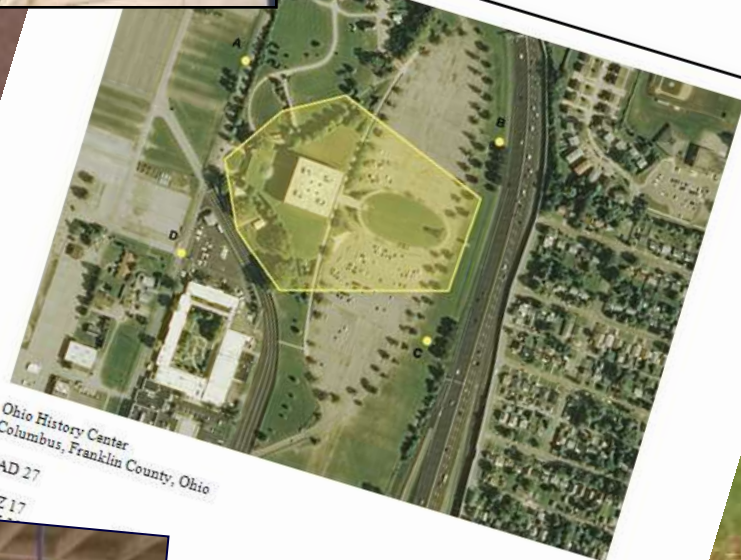 A
B
D
C
Ohio History Center
Columbus, Franklin County, Ohio
AD 27
Z 17